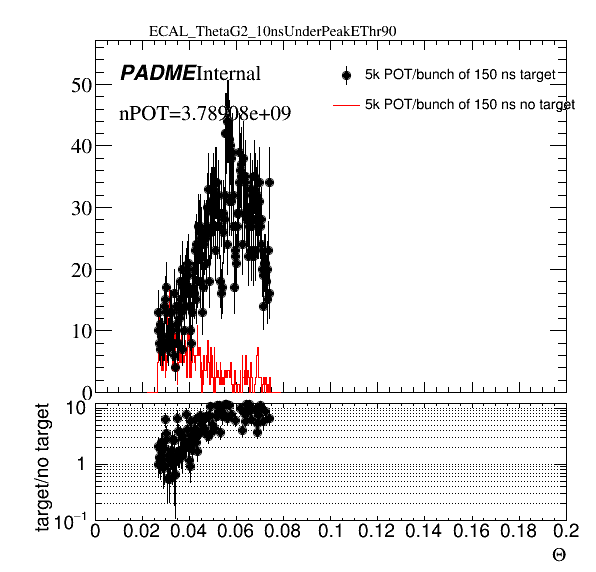 ECAL_ThetaG2_10nsUnderPeakEThr90
PADME Internal
5k POT/bunch of 150 ns target
5k POT/bunch of 150 ns no target
nPOT=3.78908e+09
50
40
30
20
10
0
target/no target
10
1
10⁻¹
0 0.02 0.04 0.06 0.08 0.1 0.12 0.14 0.16 0.18 0.2
Θ